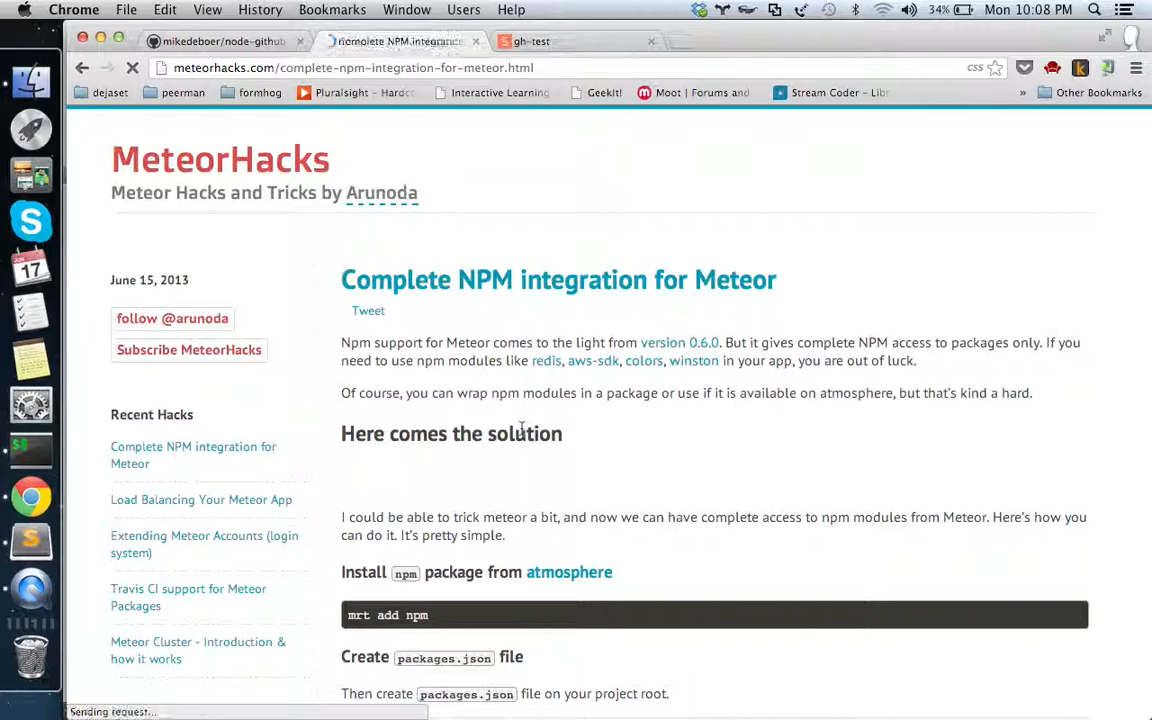 Chrome File Edit View History Bookmarks Window Users Help 34% Mon 10:08 PM
mikedeboer/node-github
Complete NPM integrance
gh-test
meteorhacks.com/complete-npm-integration-for-meteor.html
css
dejaset peerman formhog Pluralsight – Hardco Interactive Learning GeekIt! Moot | Forums and Stream Coder – Lib » Other Bookmarks
MeteorHacks
Meteor Hacks and Tricks by Arunoda
June 15, 2013
follow @arunoda
Subscribe MeteorHacks
Recent Hacks
Complete NPM integration for
Meteor
Load Balancing Your Meteor App
Extending Meteor Accounts (login
system)
Travis CI support for Meteor
Packages
Meteor Cluster - Introduction &
how it works
Complete NPM integration for Meteor
Tweet
Npm support for Meteor comes to the light from version 0.6.0. But it gives complete NPM access to packages only. If you
need to use npm modules like redis, aws-sdk, colors, winston in your app, you are out of luck.
Of course, you can wrap npm modules in a package or use if it is available on atmosphere, but that's kind a hard.
Here comes the solution
I could be able to trick meteor a bit, and now we can have complete access to npm modules from Meteor. Here's how you
can do it. It's pretty simple.
Install npm package from atmosphere
mrt add npm
Create packages.json file
Then create packages.json file on your project root.
Sending request...
17